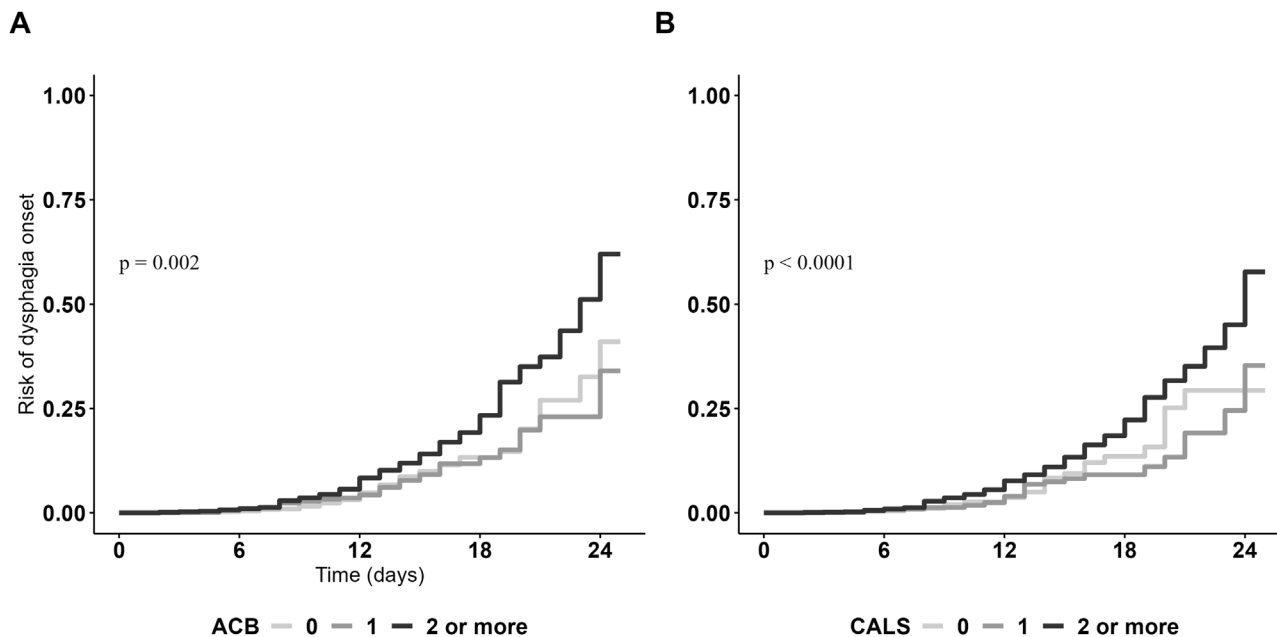 A
1.00
0.75
0.50
0.25
0.00
Risk of dysphagia onset
p = 0.002
0 6 12 18 24
Time (days)
ACB 0 1 2 or more
B
1.00
0.75
0.50
0.25
0.00
p < 0.0001
0 6 12 18 24
CALS 0 1 2 or more